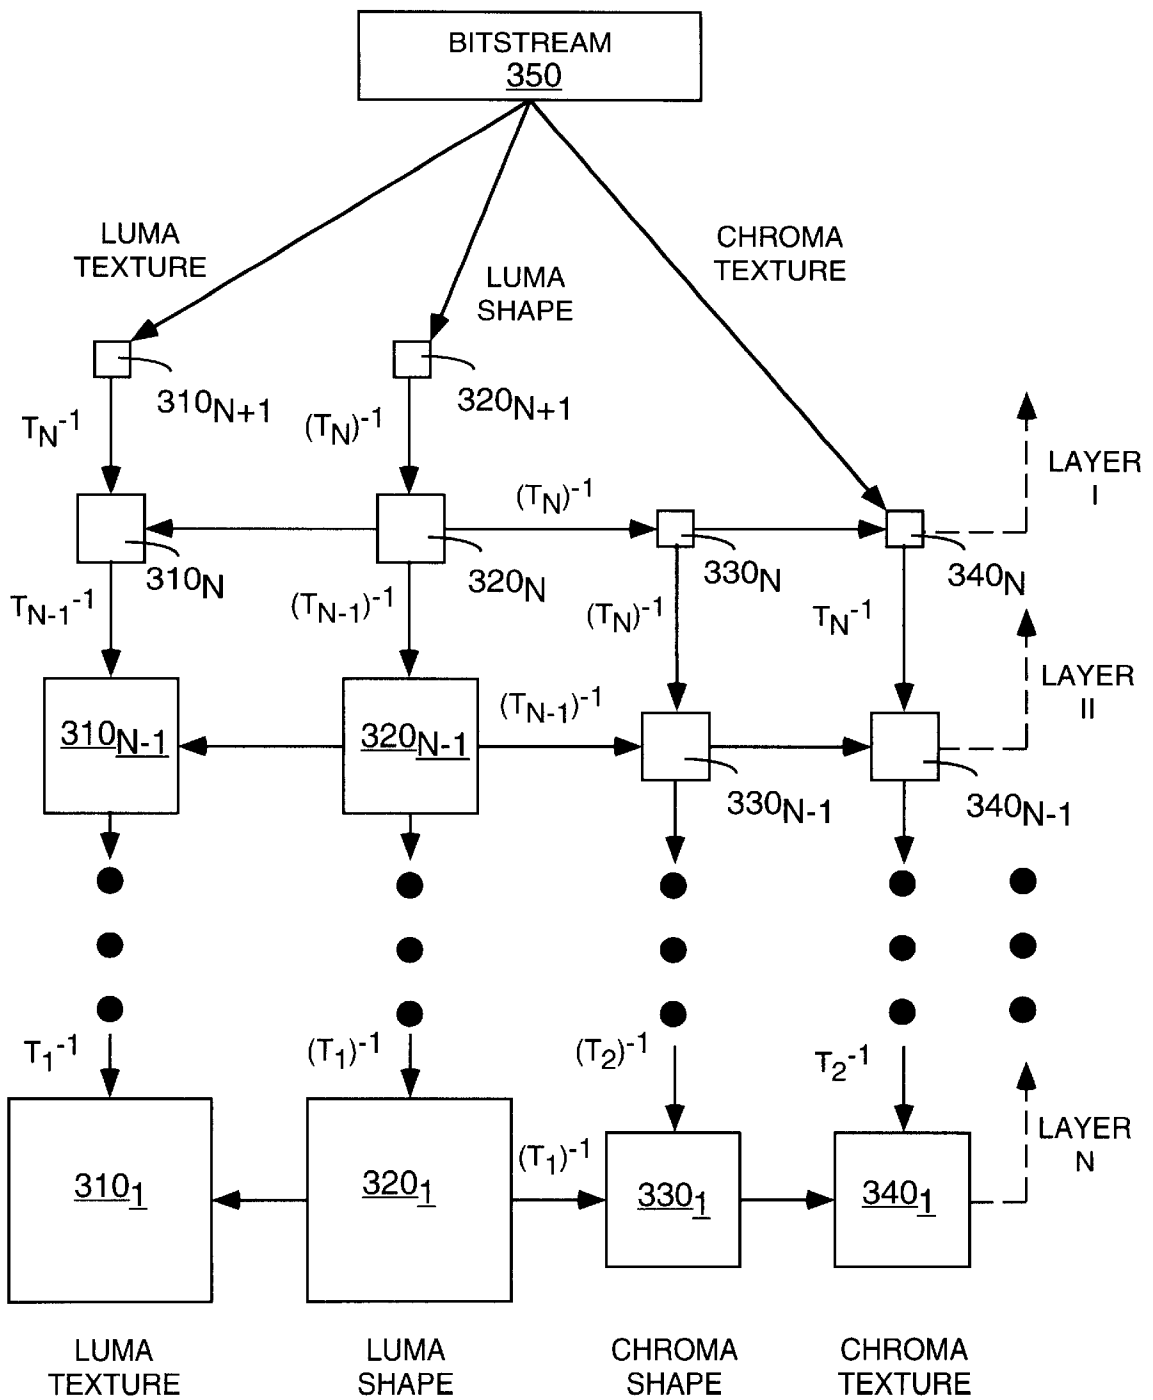 BITSTREAM
350
LUMA
TEXTURE
LUMA
SHAPE
CHROMA
TEXTURE
310N+1
320N+1
TN-1
(TN)-1
LAYER
I
(TN)-1
310N
320N
330N
340N
TN-1-1
(TN-1)-1
(TN)-1
TN-1
LAYER
II
310N-1
320N-1
(TN-1)-1
330N-1
340N-1
T1-1
(T1)-1
(T2)-1
T2-1
LAYER
N
3101
3201
(T1)-1
3301
3401
LUMA
TEXTURE
LUMA
SHAPE
CHROMA
SHAPE
CHROMA
TEXTURE